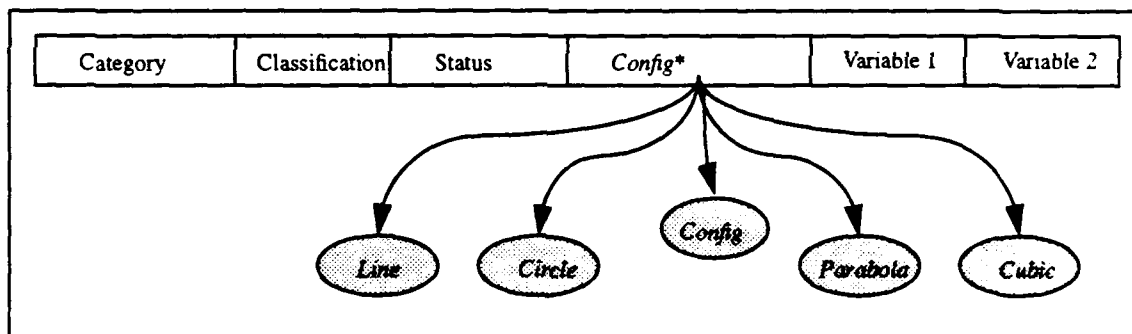 Category Classification Status Config* Variable 1 Variable 2
Config
Line Circle Parabola Cubic